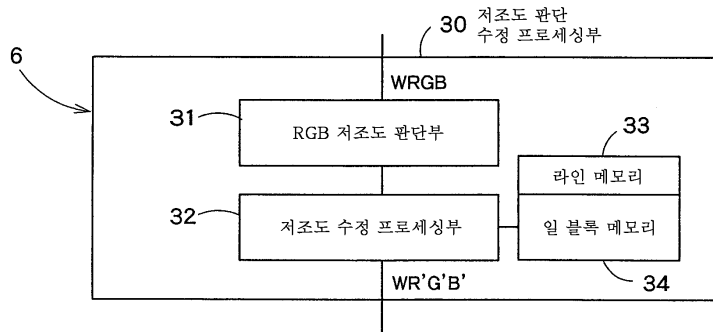 30 저조도 판단
수정 프로세싱부
6
WRGB
31
RGB 저조도 판단부
33
라인 메모리
32
저조도 수정 프로세싱부
일 블록 메모리
WR'G'B'
34